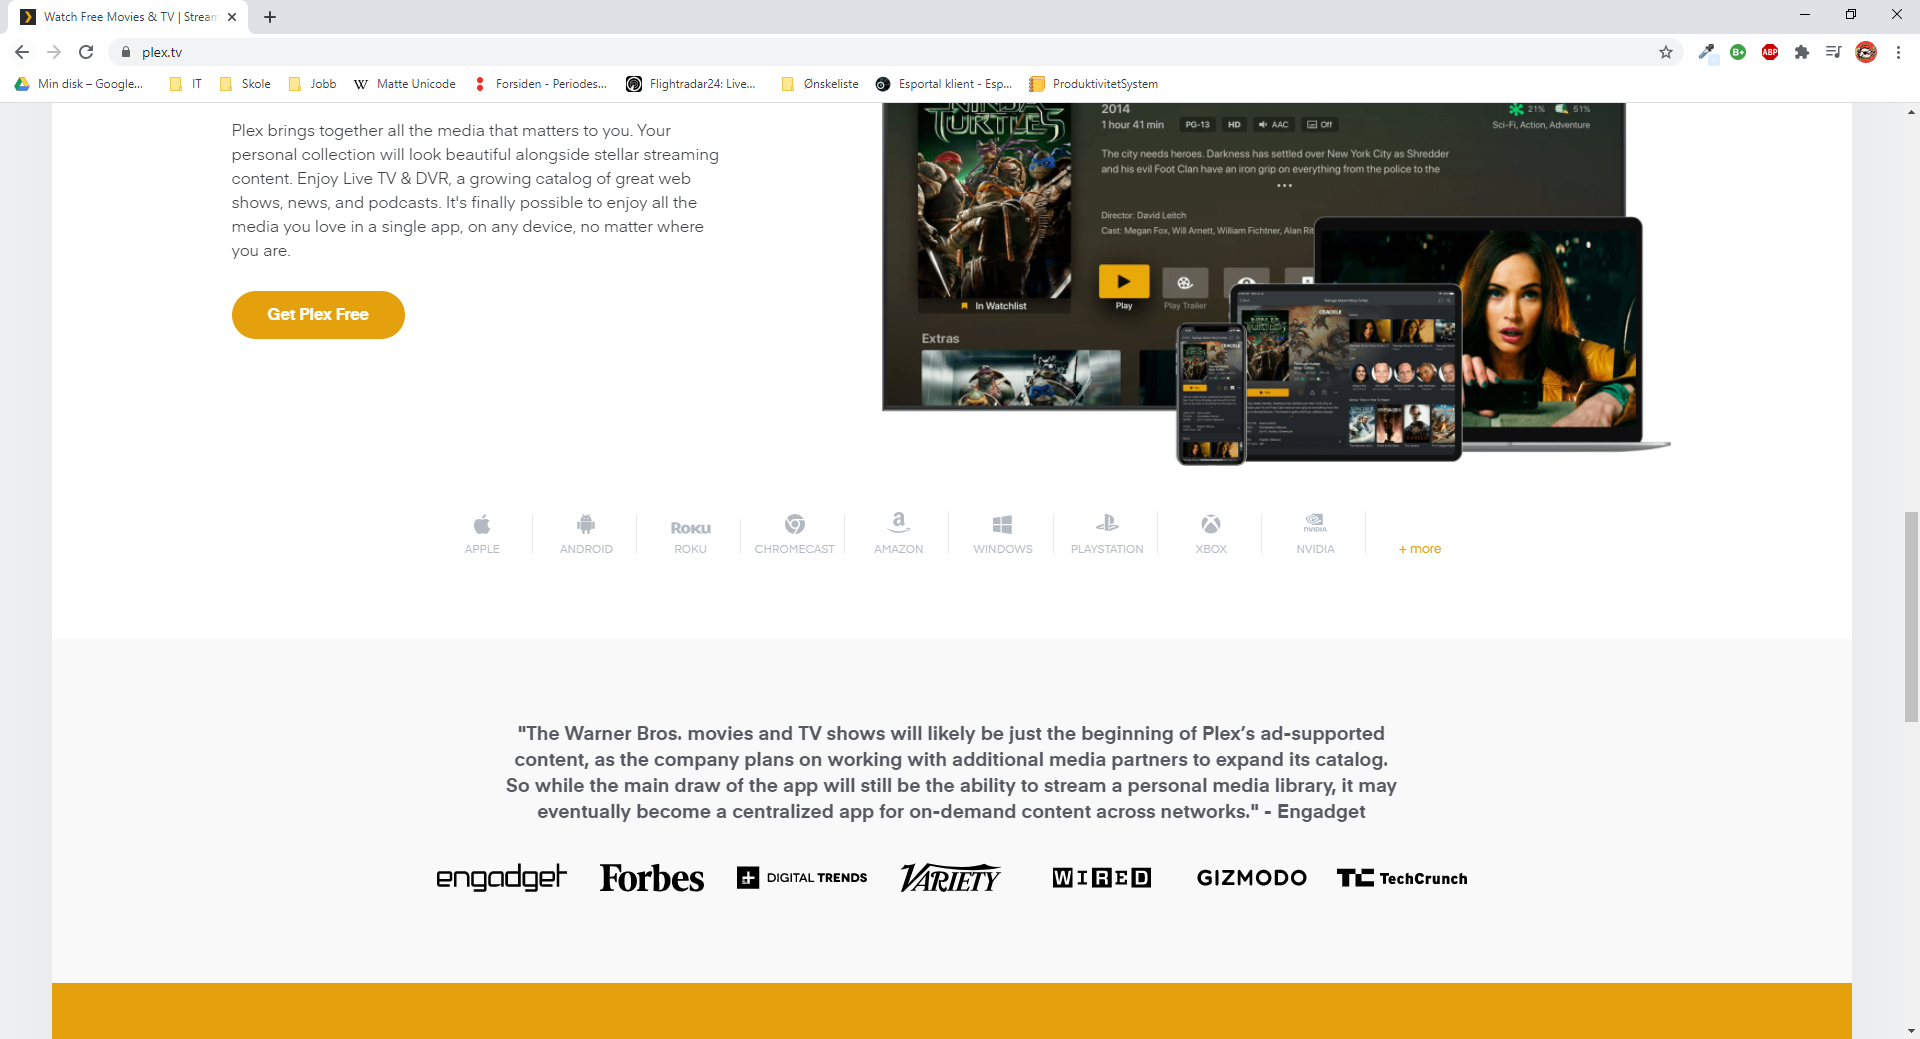 Watch Free Movies & TV | Stream
plex.tv
Min disk – Google...
IT
Skole
Jobb
Matte Unicode
Forsiden - Periodes...
Flightradar24: Live...
Ønskeliste
Esportal klient - Esp...
ProduktivitetSystem
Plex brings together all the media that matters to you. Your
personal collection will look beautiful alongside stellar streaming
content. Enjoy Live TV & DVR, a growing catalog of great web
shows, news, and podcasts. It's finally possible to enjoy all the
media you love in a single app, on any device, no matter where
you are.
Get Plex Free
NINJA
TURTLES
In Watchlist
2014
1 hour 41 min PG-13 HD AAC Off
21% 51%
Sci-Fi, Action, Adventure
The city needs heroes. Darkness has settled over New York City as Shredder
and his evil Foot Clan have an iron grip on everything from the police to the
Director: David Leitch
Cast: Megan Fox, Will Arnett, William Fichtner, Alan Rit
Play
Play Trailer
Extras
CRACKLE
APPLE
ANDROID
ROKU
ROKU
CHROMECAST
AMAZON
WINDOWS
PLAYSTATION
XBOX
NVIDIA
NVIDIA
+ more
"The Warner Bros. movies and TV shows will likely be just the beginning of Plex’s ad-supported
content, as the company plans on working with additional media partners to expand its catalog.
So while the main draw of the app will still be the ability to stream a personal media library, it may
eventually become a centralized app for on-demand content across networks." - Engadget
engadget
Forbes
DIGITAL TRENDS
VARIETY
WIRED
GIZMODO
TC TechCrunch